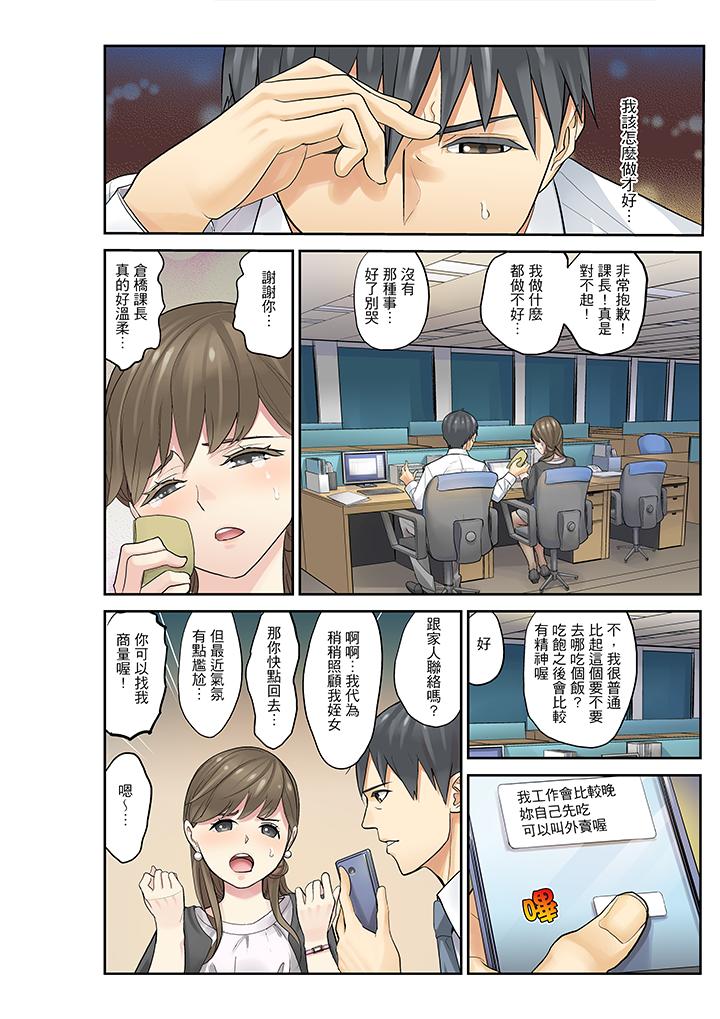 我該怎麼做才好…
非常抱歉！
課長！真是
對不起！
我做什麼
都做不好…
沒有
那種事…
好了別哭
謝謝你…
倉橋課長
真的好溫柔…
不，我很普通
比起這個要不要
去哪吃個飯？
吃飽之後會比較
有精神喔
好
我工作會比較晚
妳自己先吃
可以叫外賣喔
嗶
跟家人聯絡嗎？
啊啊…我代為
稍稍照顧我姪女
那你快點回去…
但最近氣氛
有點尷尬…
你可以找我
商量喔！
嗯～…